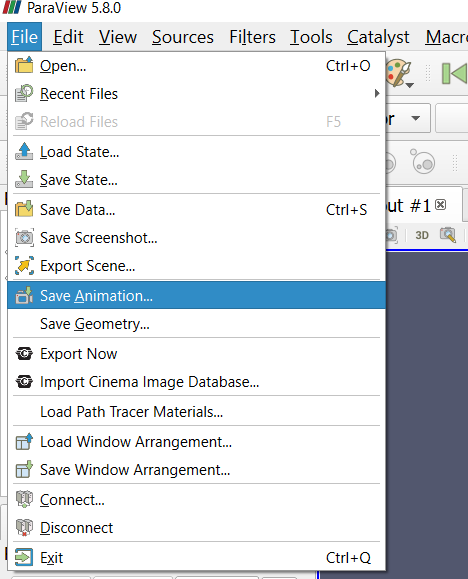 ParaView 5.8.0
File Edit View Sources Filters Tools Catalyst Macro
Open... Ctrl+O
Recent Files
Reload Files F5
Load State...
Save State...
Save Data... Ctrl+S
Save Screenshot...
Export Scene...
Save Animation...
Save Geometry...
Export Now
Import Cinema Image Database...
Load Path Tracer Materials...
Load Window Arrangement...
Save Window Arrangement...
Connect...
Disconnect
Exit Ctrl+Q
or
out #1
3D